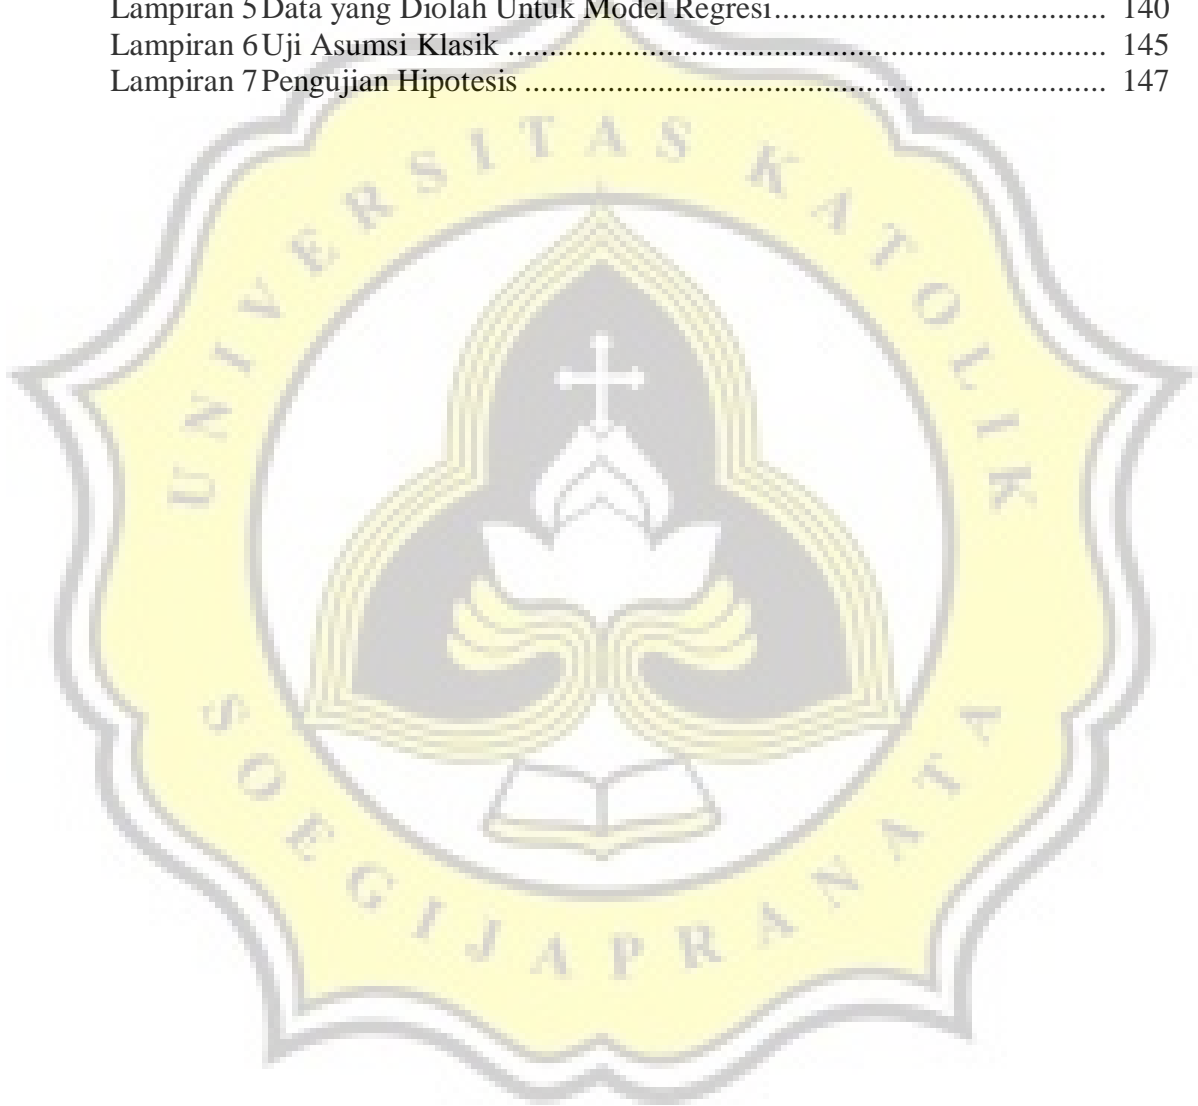 Lampiran 5 Data yang Diolah Untuk Model Regresi......................................... 140
Lampiran 6 Uji Asumsi Klasik .......................................................................... 145
Lampiran 7 Pengujian Hipotesis ........................................................................ 147
UNIVERSITAS KATOLIK
SOEGIJAPRANATA